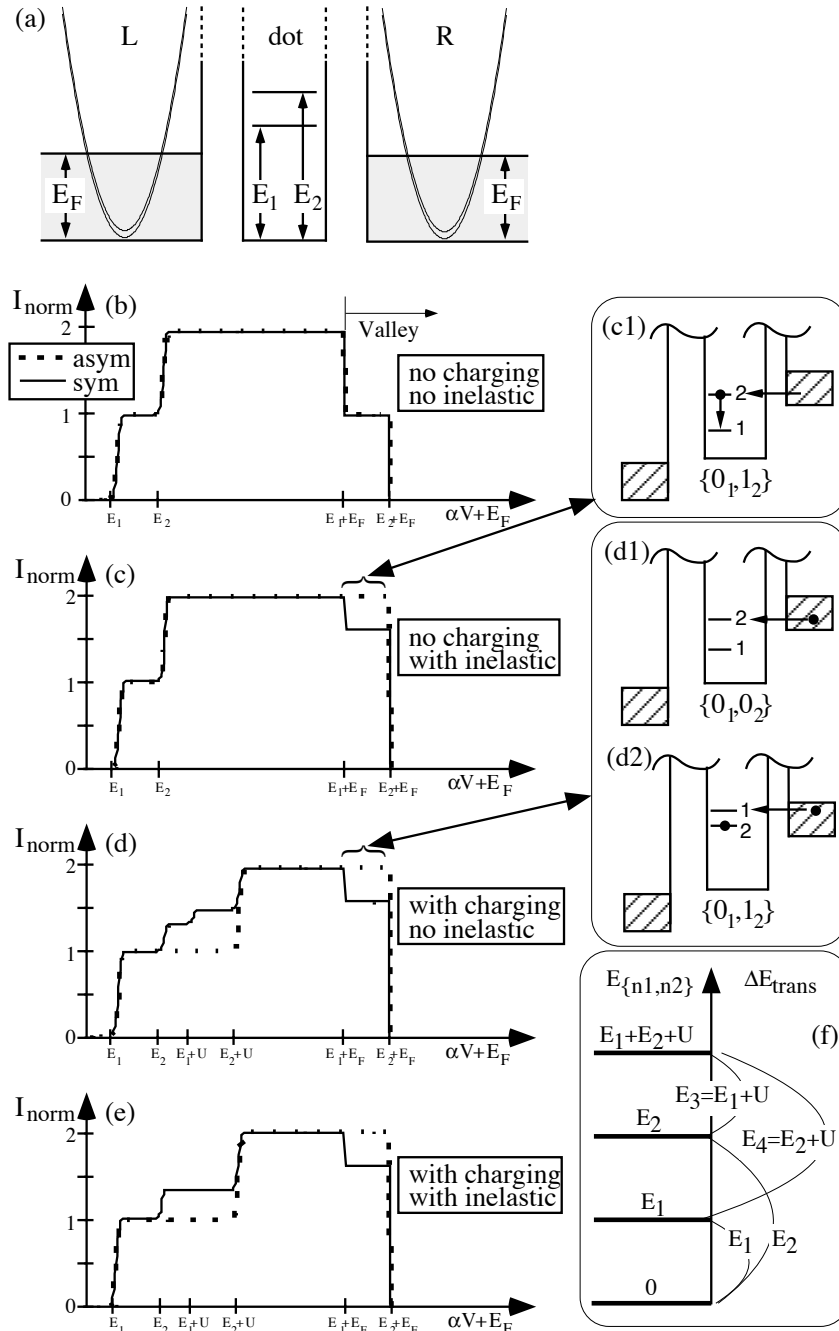 (a) L dot R
E_F E_1 E_2 E_F
I_norm (b)
2
Valley
asym
sym
no charging
no inelastic
1
0
E_1 E_2 E_1+E_F E_2+E_F αV+E_F
I_norm (c)
2
no charging
with inelastic
1
0
E_1 E_2 E_1+E_F E_2+E_F αV+E_F
I_norm (d)
2
with charging
no inelastic
1
0
E_1 E_2 E_1+U E_2+U E_1+E_F E_2+E_F αV+E_F
I_norm (e)
2
with charging
with inelastic
1
0
E_1 E_2 E_1+U E_2+U E_1+E_F E_2+E_F αV+E_F
(c1)
2
1
{0_1,1_2}
(d1)
2
1
{0_1,0_2}
(d2)
1
2
{0_1,1_2}
E_{n1,n2} ΔE_trans
E_1+E_2+U (f)
E_3=E_1+U
E_2
E_4=E_2+U
E_1
E_1 E_2
0